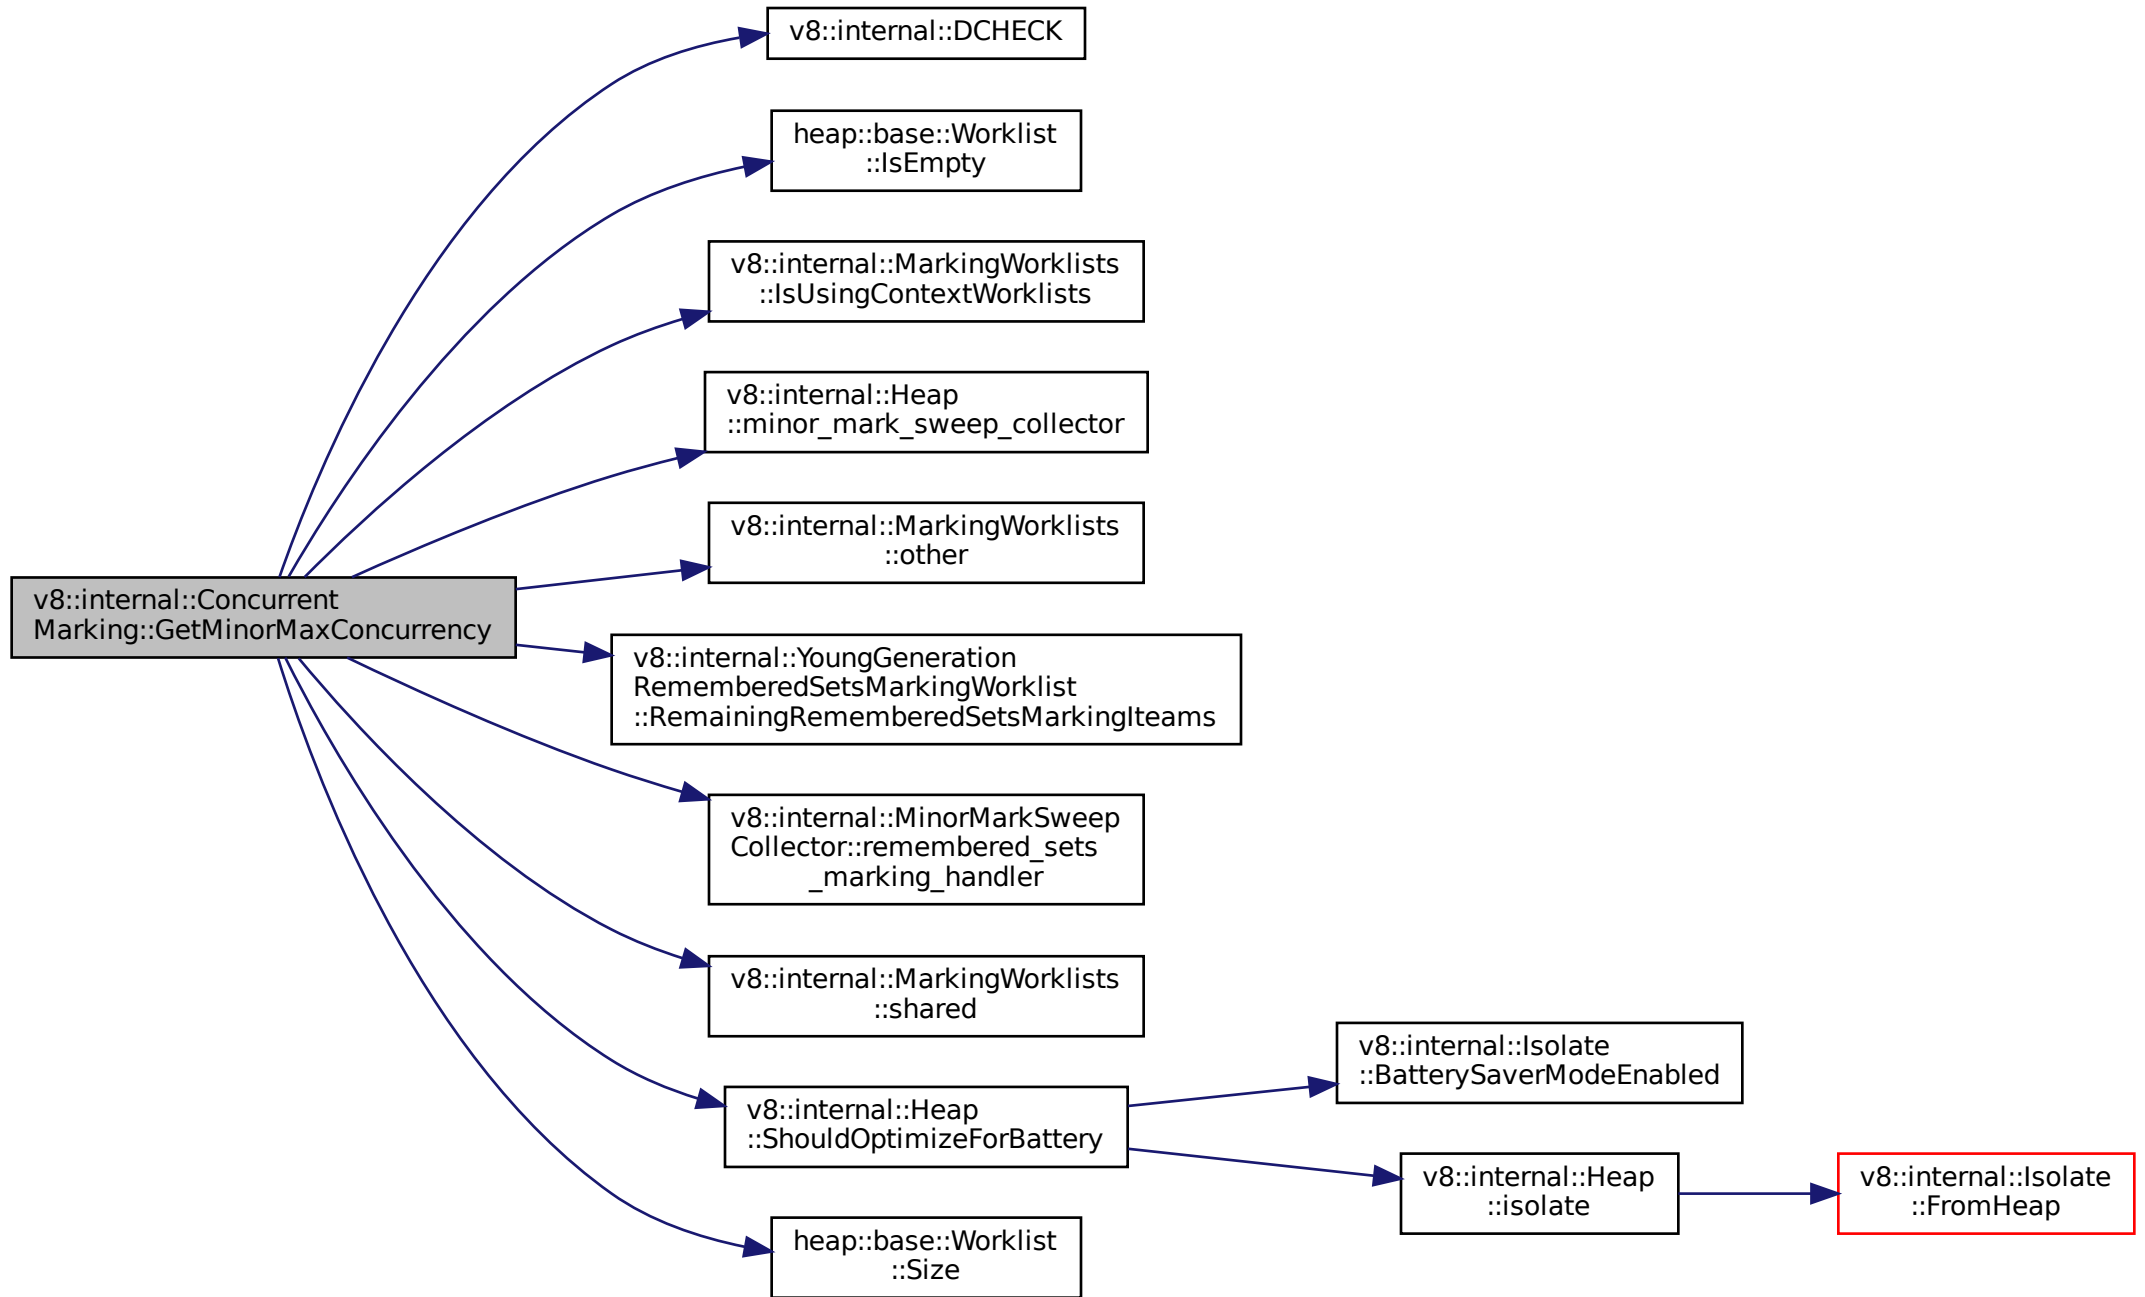 v8::internal::DCHECK
heap::base::Worklist
::IsEmpty
v8::internal::MarkingWorklists
::IsUsingContextWorklists
v8::internal::Heap
::minor_mark_sweep_collector
v8::internal::MarkingWorklists
::other
v8::internal::Concurrent
Marking::GetMinorMaxConcurrency
v8::internal::YoungGeneration
RememberedSetsMarkingWorklist
::RemainingRememberedSetsMarkingIteams
v8::internal::MinorMarkSweep
Collector::remembered_sets
_marking_handler
v8::internal::MarkingWorklists
::shared
v8::internal::Heap
::ShouldOptimizeForBattery
v8::internal::Isolate
::BatterySaverModeEnabled
v8::internal::Heap
::isolate
v8::internal::Isolate
::FromHeap
heap::base::Worklist
::Size